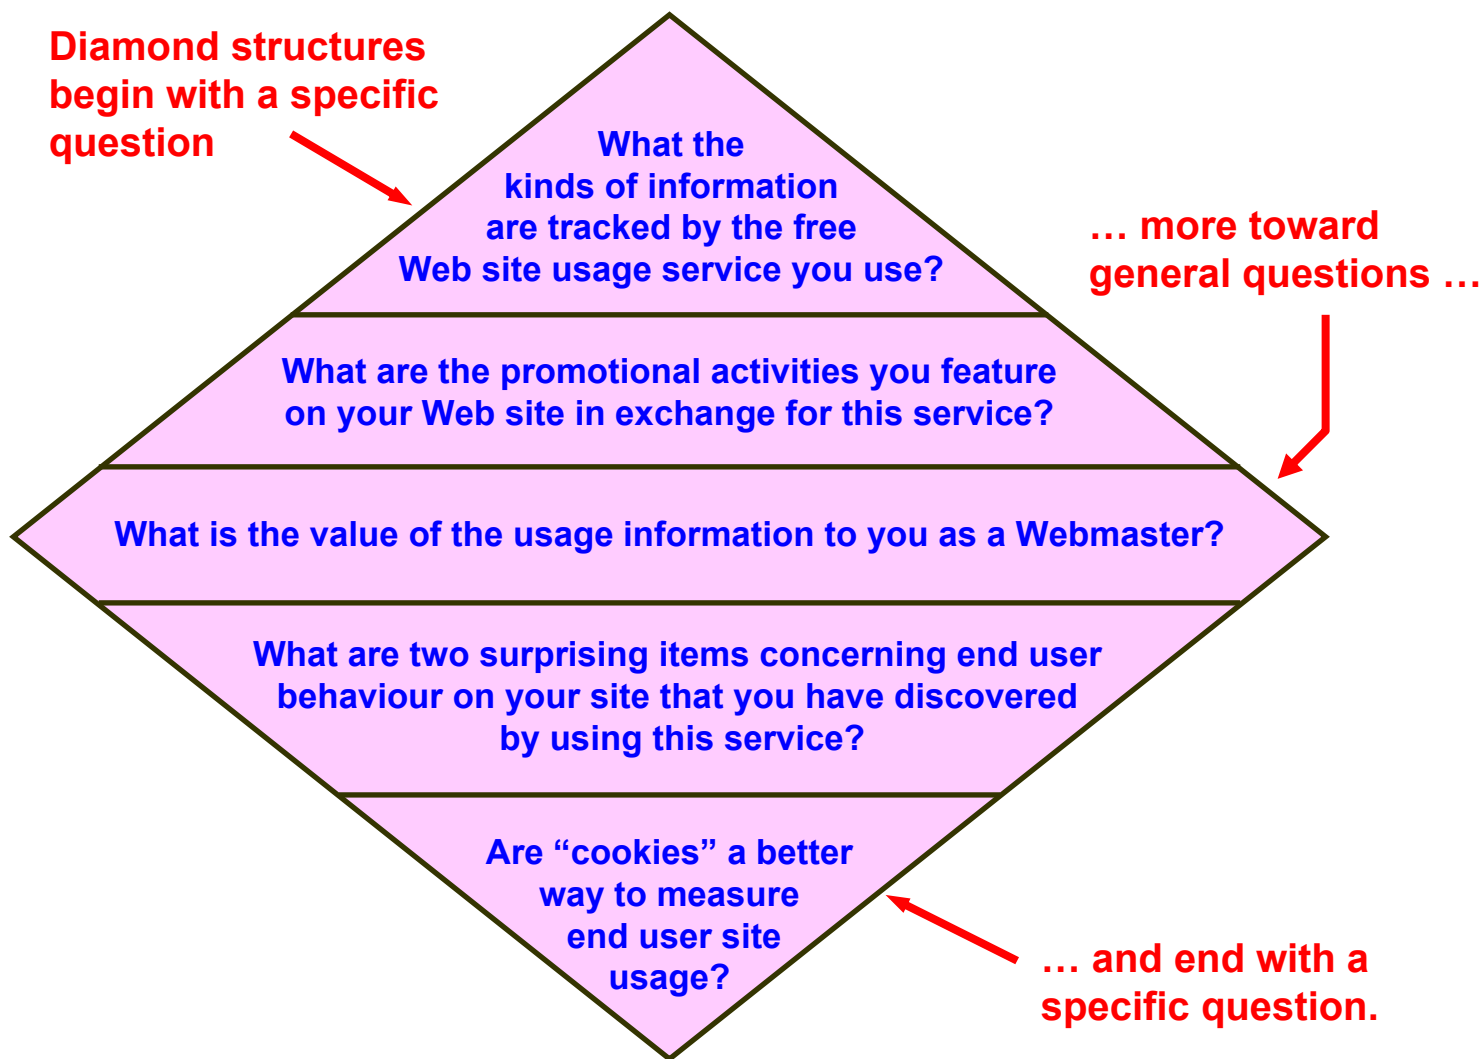 Diamond structures
begin with a specific
question
What the
kinds of information
are tracked by the free
Web site usage service you use?
… more toward
general questions …
What are the promotional activities you feature
on your Web site in exchange for this service?
What is the value of the usage information to you as a Webmaster?
What are two surprising items concerning end user
behaviour on your site that you have discovered
by using this service?
Are “cookies” a better
way to measure
end user site
usage?
… and end with a
specific question.